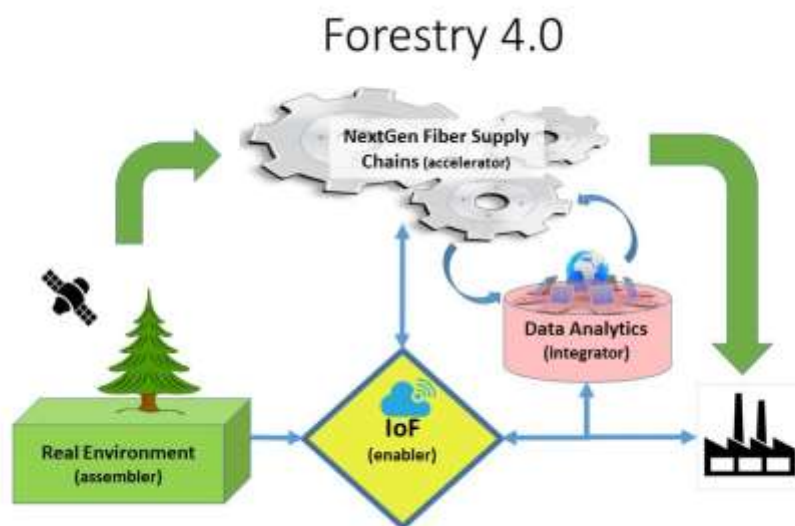 Forestry 4.0
NextGen Fiber Supply
Chains (accelerator)
Data Analytics
(Integrator)
IoF
(enabler)
Real Environment
(assembler)